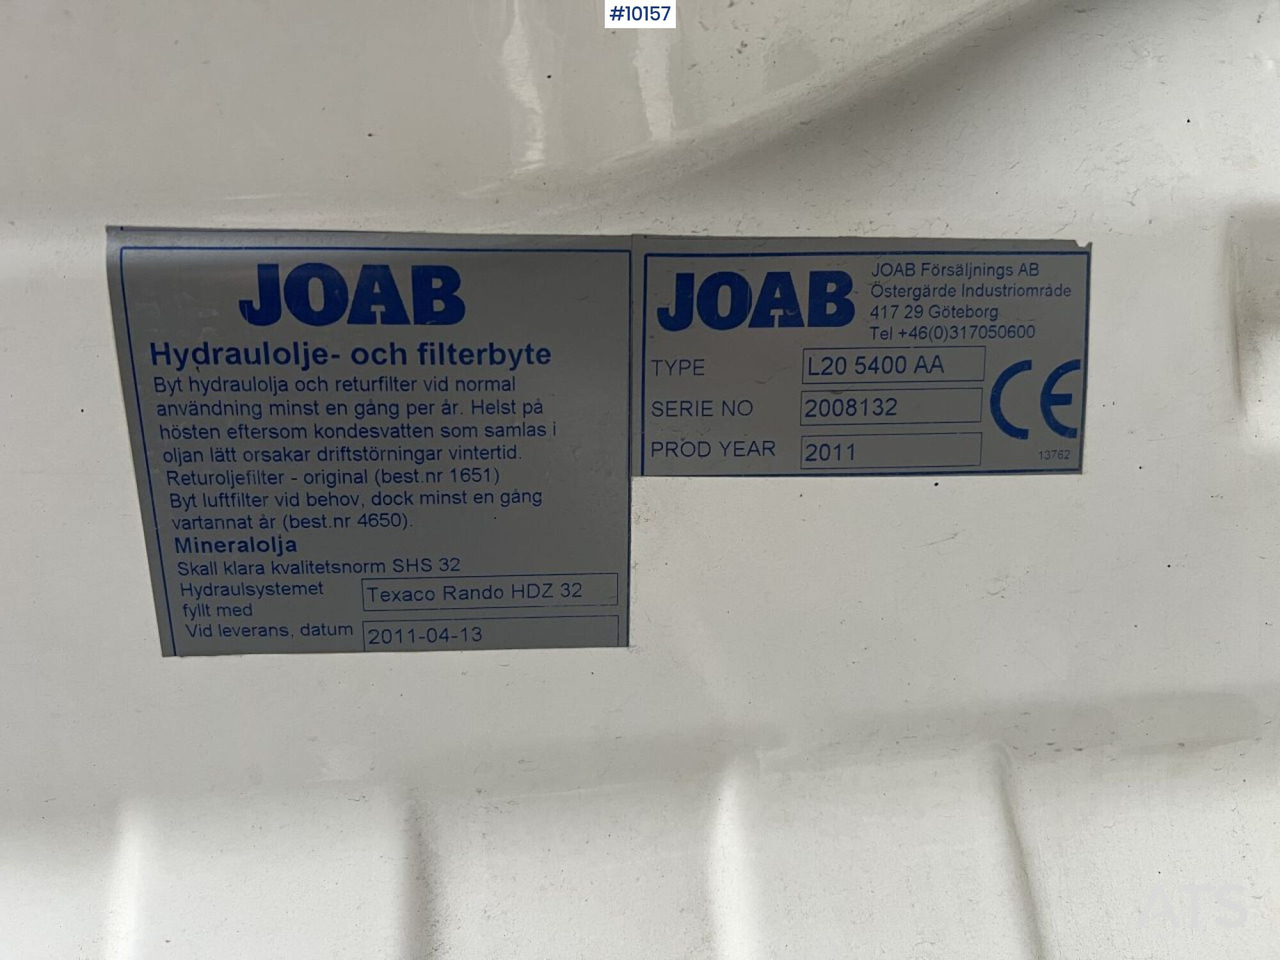 #10157
JOAB
Hydraulolje- och filterbyte
Byt hydraulolja och returfilter vid normal
användning minst en gång per år. Helst på
hösten eftersom kondesvatten som samlas i
oljan lätt orsakar driftstörningar vintertid.
Returoljefilter - original (best.nr 1651)
Byt luftfilter vid behov, dock minst en gång
vartannat år (best.nr 4650).
Mineralolja
Skall klara kvalitetsnorm SHS 32
Hydraulsystemet
fyllt med
Texaco Rando HDZ 32
Vid leverans, datum
2011-04-13
JOAB
JOAB Försäljnings AB
Östergärde Industriområde
417 29 Göteborg
Tel +46(0)317050600
TYPE L20 5400 AA
SERIE NO 2008132
PROD YEAR 2011
CE
13762
ATS